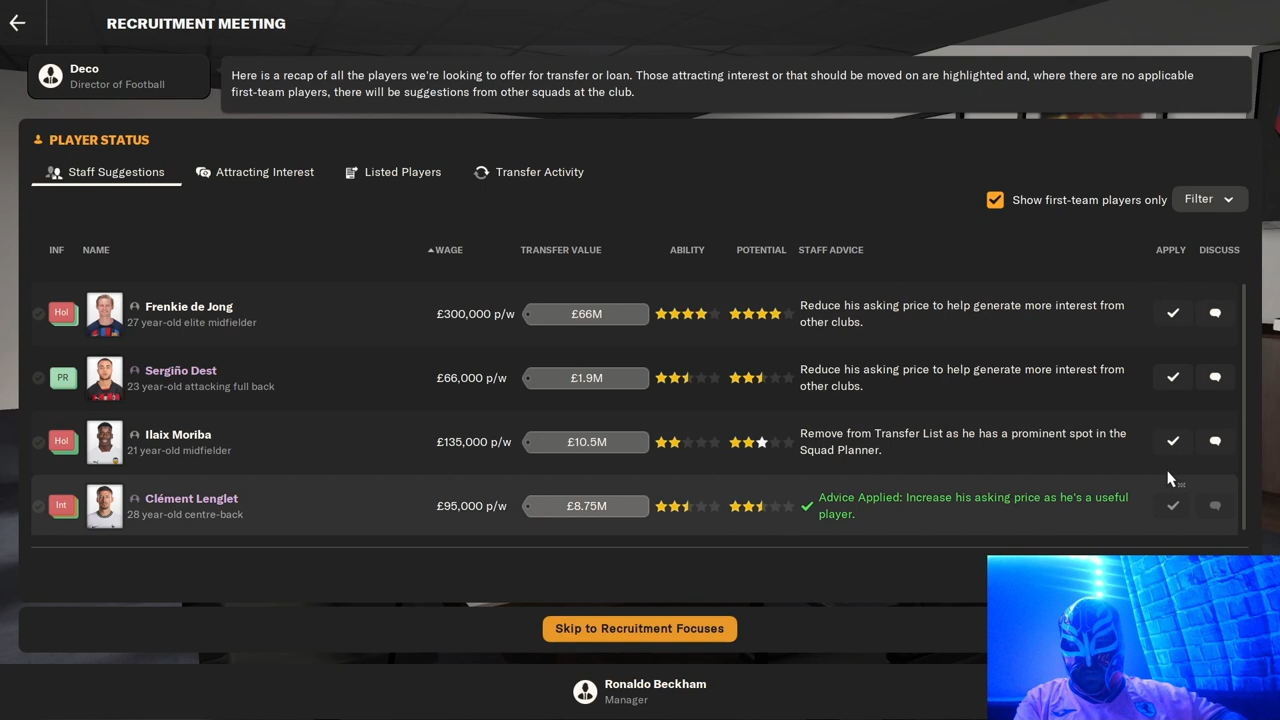 RECRUITMENT MEETING
Deco
Director of Football
Here is a recap of all the players we're looking to offer for transfer or loan. Those attracting interest or that should be moved on are highlighted and, where there are no applicable
first-team players, there will be suggestions from other squads at the club.
PLAYER STATUS
Staff Suggestions Attracting Interest Listed Players Transfer Activity
Show first-team players only Filter
INF NAME WAGE TRANSFER VALUE ABILITY POTENTIAL STAFF ADVICE APPLY DISCUSS
Hol Frenkie de Jong £300,000 p/w £66M Reduce his asking price to help generate more interest from
27 year-old elite midfielder other clubs.
PR Sergiño Dest £66,000 p/w £1.9M Reduce his asking price to help generate more interest from
23 year-old attacking full back other clubs.
Hol Ilaix Moriba £135,000 p/w £10.5M Remove from Transfer List as he has a prominent spot in the
21 year-old midfielder Squad Planner.
Int Clément Lenglet £95,000 p/w £8.75M Advice Applied: Increase his asking price as he's a useful
28 year-old centre-back player.
Skip to Recruitment Focuses
Ronaldo Beckham
Manager